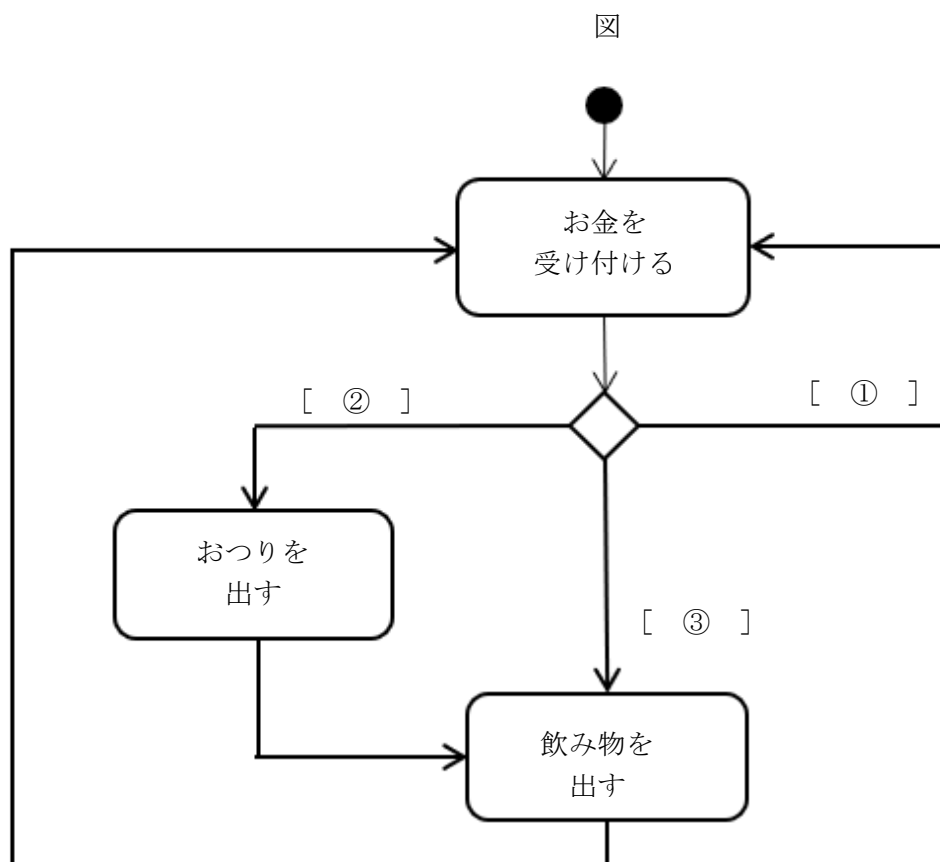 図
お金を
受け付ける
[ ② ]
[ ① ]
おつりを
出す
[ ③ ]
飲み物を
出す